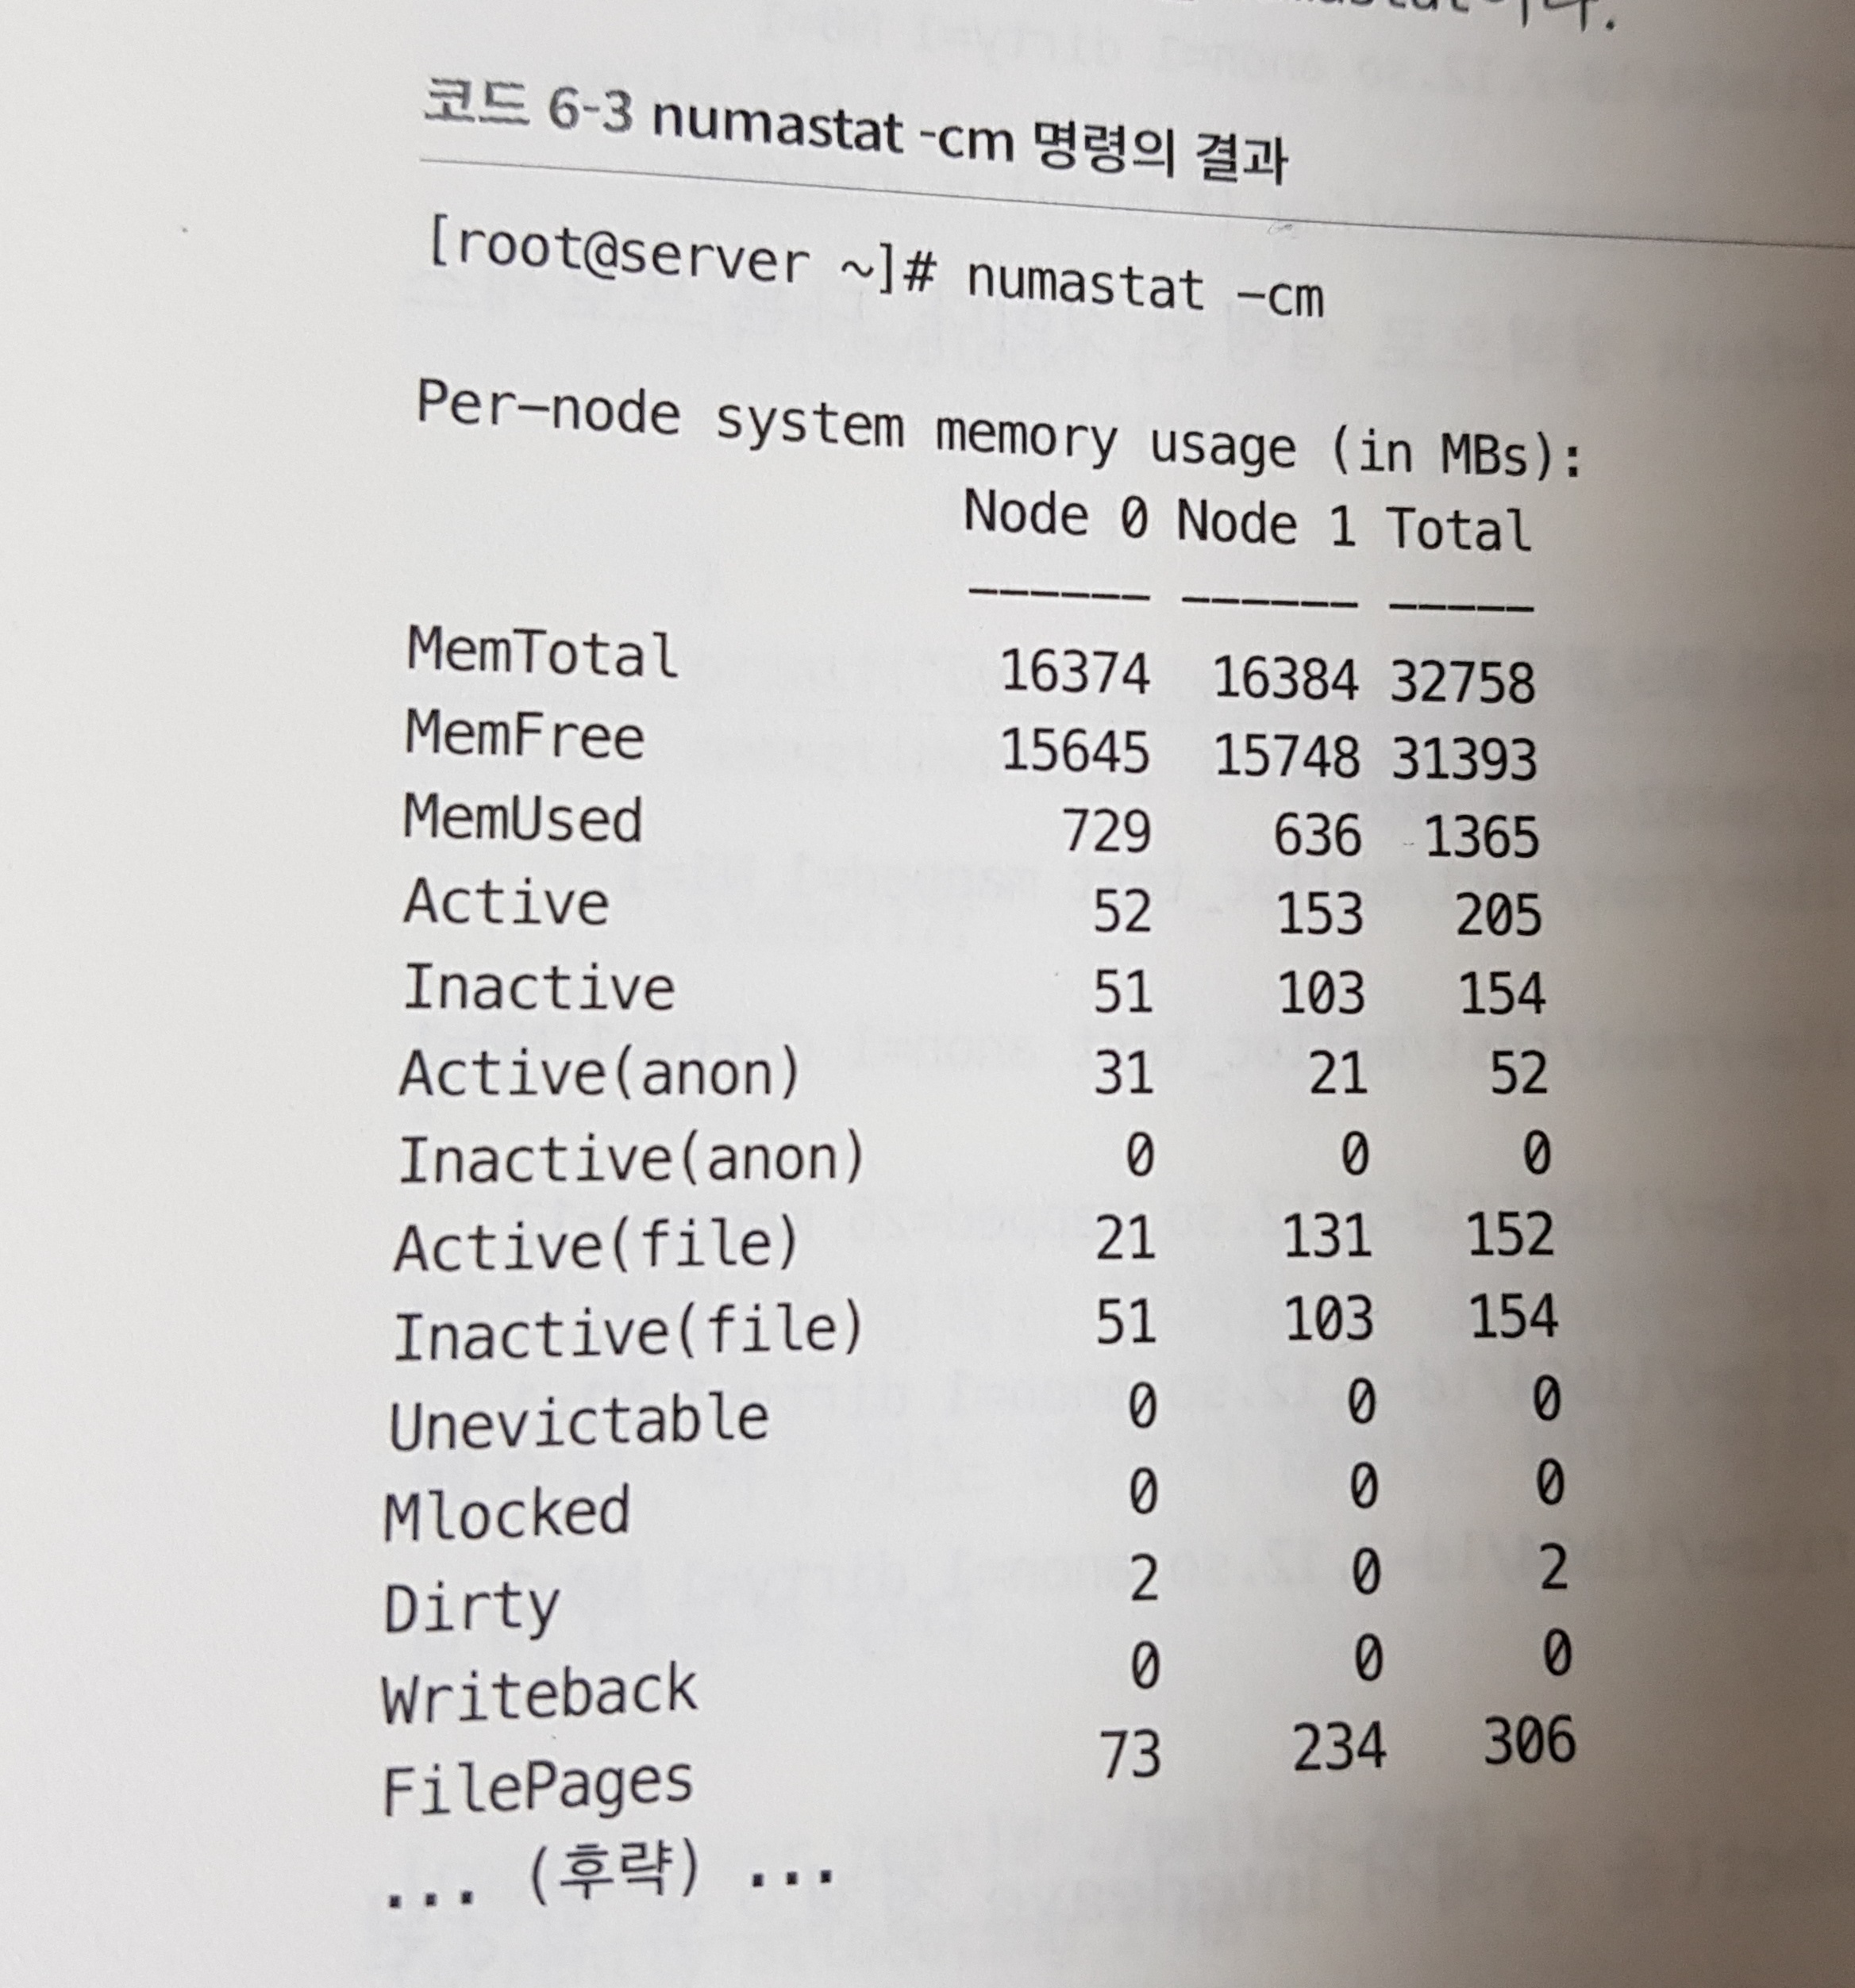 코드 6-3 numastat -cm 명령의 결과
[root@server ~]# numastat -cm
Per-node system memory usage (in MBs):
Node 0 Node 1 Total
------ ------ -----
MemTotal 16374 16384 32758
MemFree 15645 15748 31393
MemUsed 729 636 1365
Active 52 153 205
Inactive 51 103 154
Active(anon) 31 21 52
Inactive(anon) 0 0 0
Active(file) 21 131 152
Inactive(file) 51 103 154
Unevictable 0 0 0
Mlocked 0 0 0
Dirty 2 0 2
Writeback 0 0 0
FilePages 73 234 306
... (후략) ...